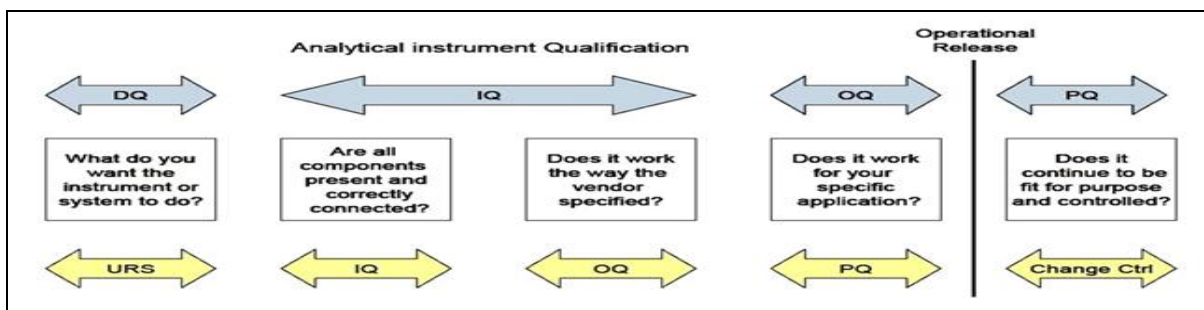 Analytical instrument Qualification
Operational
Release
DQ
IQ
OQ
PQ
What do you
want the
instrument or
system to do?
Are all
components
present and
correctly
connected?
Does it work
the way the
vendor
specified?
Does it work
for your
specific
application?
Does it
continue to be
fit for purpose
and controlled?
URS
IQ
OQ
PQ
Change Ctrl